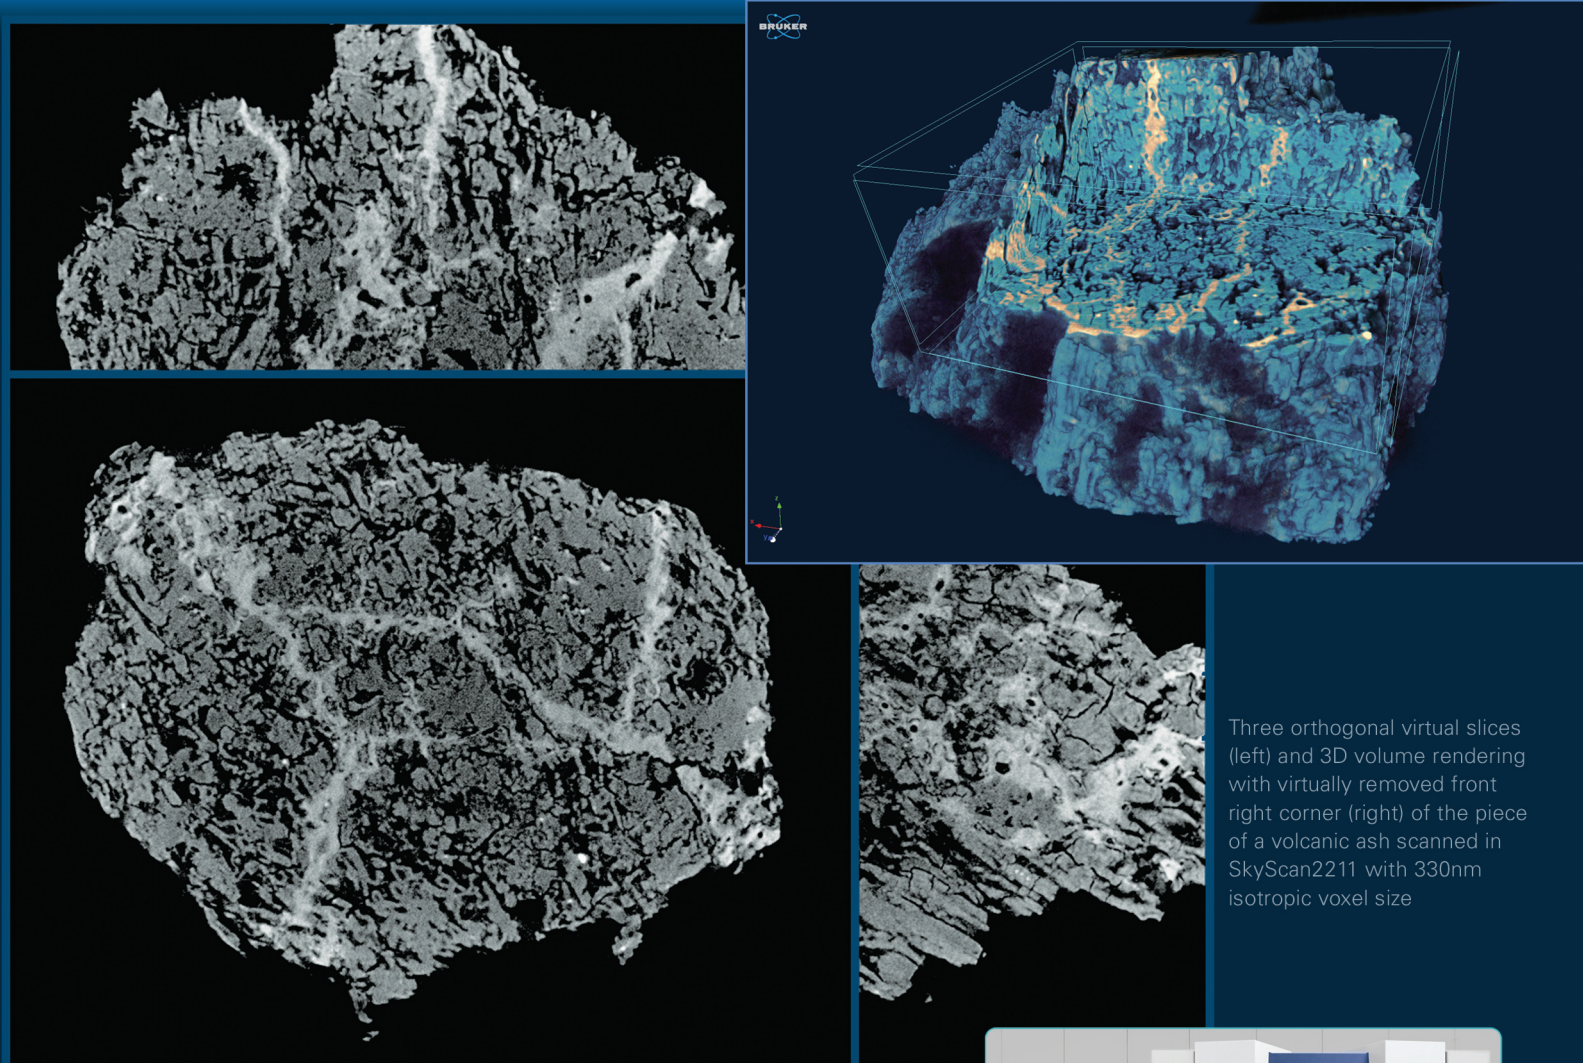 BRUKER
z
x
y
Three orthogonal virtual slices
(left) and 3D volume rendering
with virtually removed front
right corner (right) of the piece
of a volcanic ash scanned in
SkyScan2211 with 330nm
isotropic voxel size